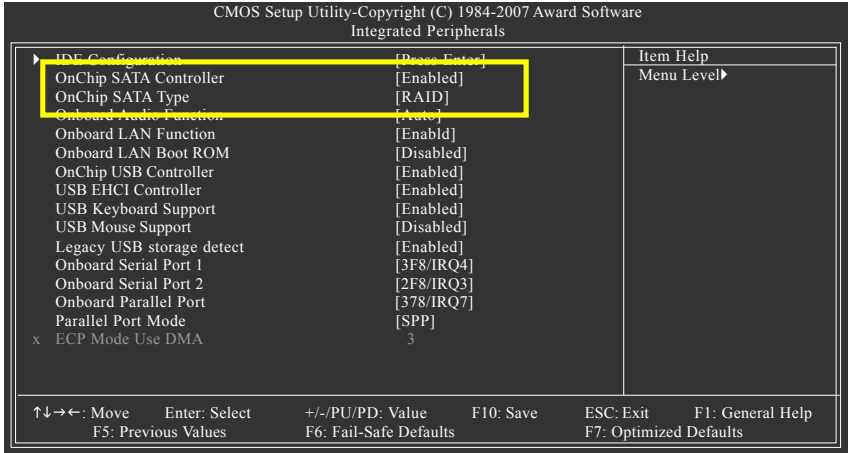 CMOS Setup Utility-Copyright (C) 1984-2007 Award Software
Integrated Peripherals
IDE Configuration [Press Enter]
OnChip SATA Controller [Enabled]
OnChip SATA Type [RAID]
Onboard Audio Function [Auto]
Onboard LAN Function [Enabld]
Onboard LAN Boot ROM [Disabled]
OnChip USB Controller [Enabled]
USB EHCI Controller [Enabled]
USB Keyboard Support [Enabled]
USB Mouse Support [Disabled]
Legacy USB storage detect [Enabled]
Onboard Serial Port 1 [3F8/IRQ4]
Onboard Serial Port 2 [2F8/IRQ3]
Onboard Parallel Port [378/IRQ7]
Parallel Port Mode [SPP]
x ECP Mode Use DMA 3
Item Help
Menu Level▶
↑↓→←: Move Enter: Select +/-/PU/PD: Value F10: Save ESC: Exit F1: General Help
F5: Previous Values F6: Fail-Safe Defaults F7: Optimized Defaults